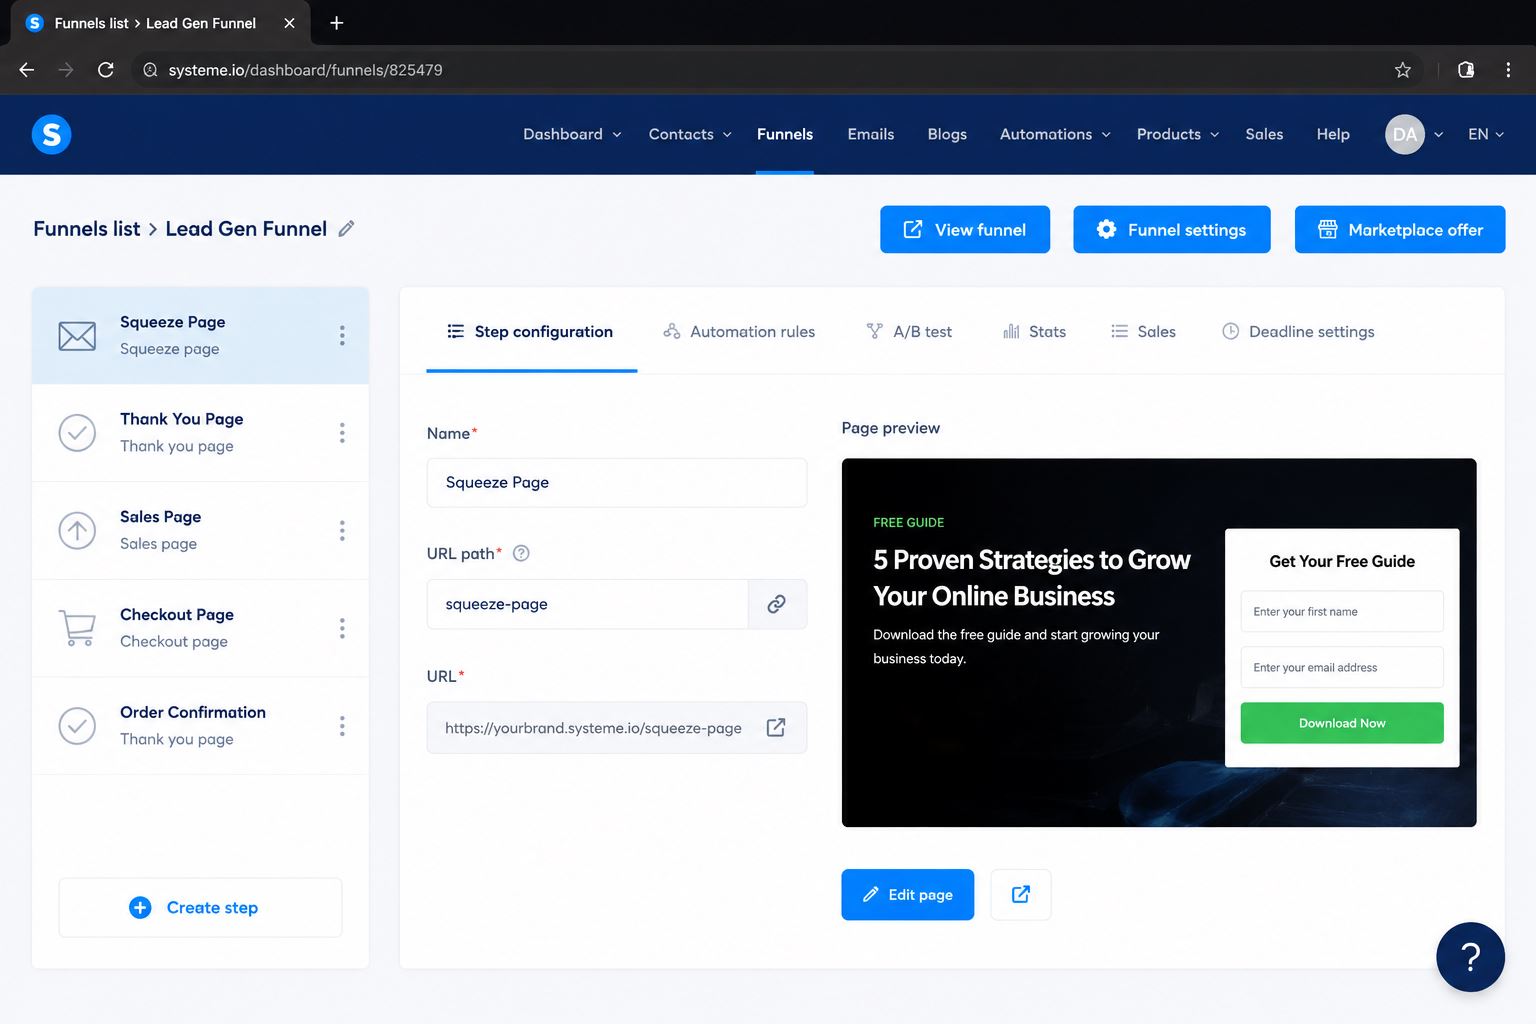 Funnels list > Lead Gen Funnel
systeme.io/dashboard/funnels/825479
S
Dashboard
Contacts
Funnels
Emails
Blogs
Automations
Products
Sales
Help
DA
EN
Funnels list > Lead Gen Funnel
View funnel
Funnel settings
Marketplace offer
Squeeze Page
Squeeze page
Thank You Page
Thank you page
Sales Page
Sales page
Checkout Page
Checkout page
Order Confirmation
Thank you page
Create step
Step configuration
Automation rules
A/B test
Stats
Sales
Deadline settings
Name*
Squeeze Page
URL path* ?
squeeze-page
URL*
https://yourbrand.systeme.io/squeeze-page
Page preview
FREE GUIDE
5 Proven Strategies to Grow
Your Online Business
Download the free guide and start growing your
business today.
Get Your Free Guide
Enter your first name
Enter your email address
Download Now
Edit page
?